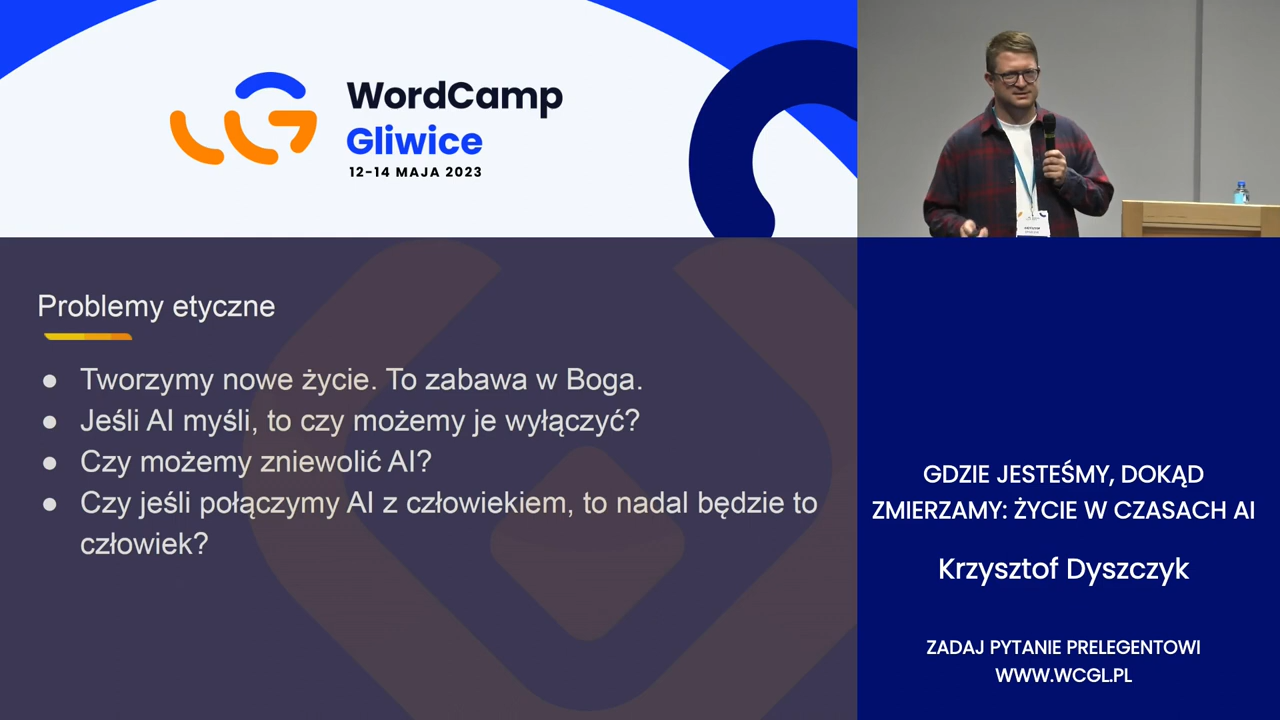 WordCamp
Gliwice
12-14 MAJA 2023
Problemy etyczne
● Tworzymy nowe życie. To zabawa w Boga.
● Jeśli AI myśli, to czy możemy je wyłączyć?
● Czy możemy zniewolić AI?
● Czy jeśli połączymy AI z człowiekiem, to nadal będzie to
człowiek?
GDZIE JESTEŚMY, DOKĄD
ZMIERZAMY: ŻYCIE W CZASACH AI
Krzysztof Dyszczyk
ZADAJ PYTANIE PRELEGENTOWI
WWW.WCGL.PL